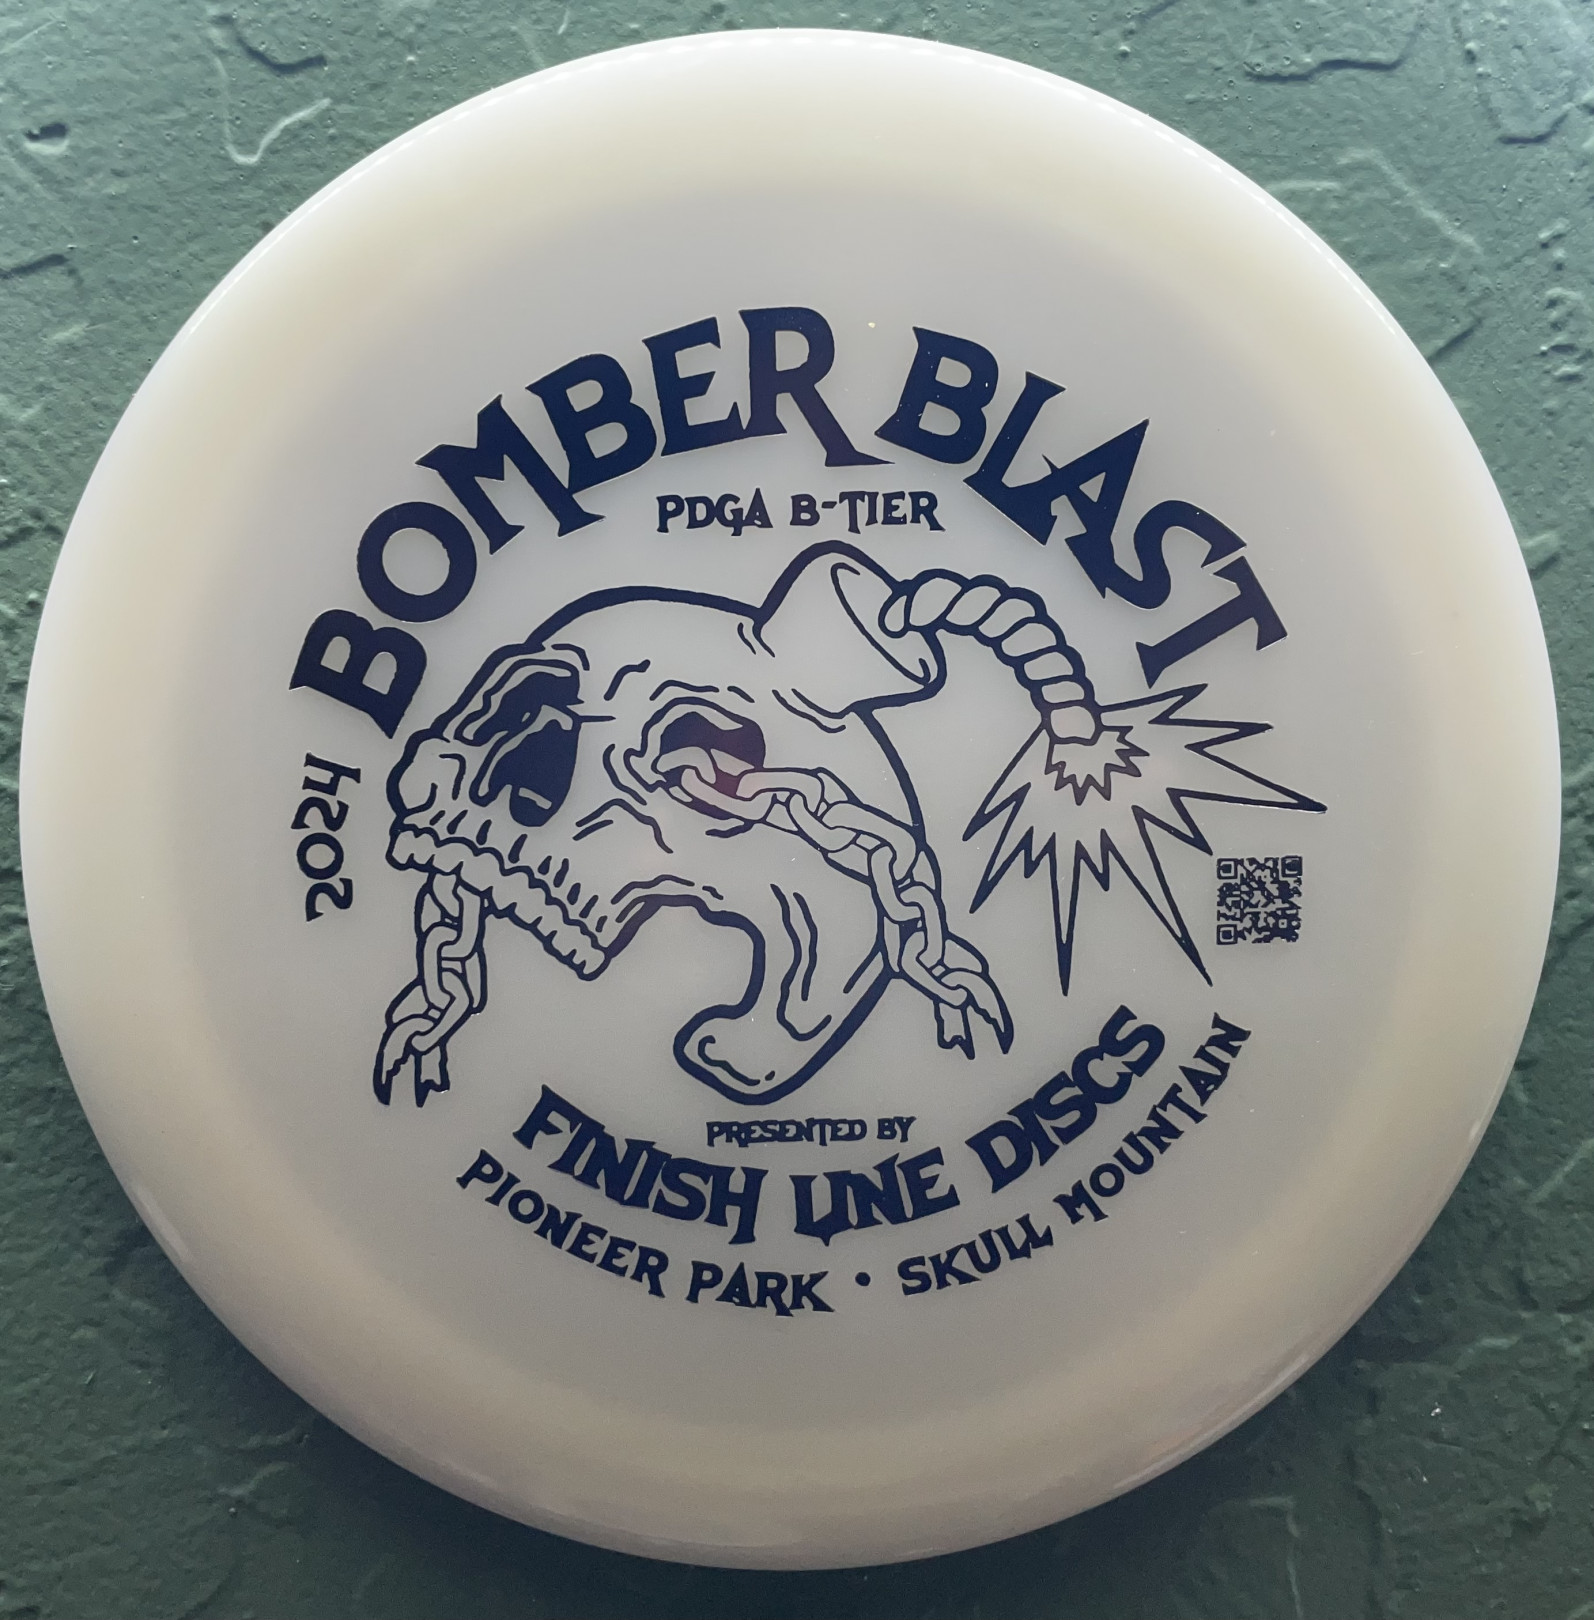 BOMBER BLAST
PDGA B-TIER
2024
PRESENTED BY
FINISH LINE DISCS
PIONEER PARK • SKULL MOUNTAIN